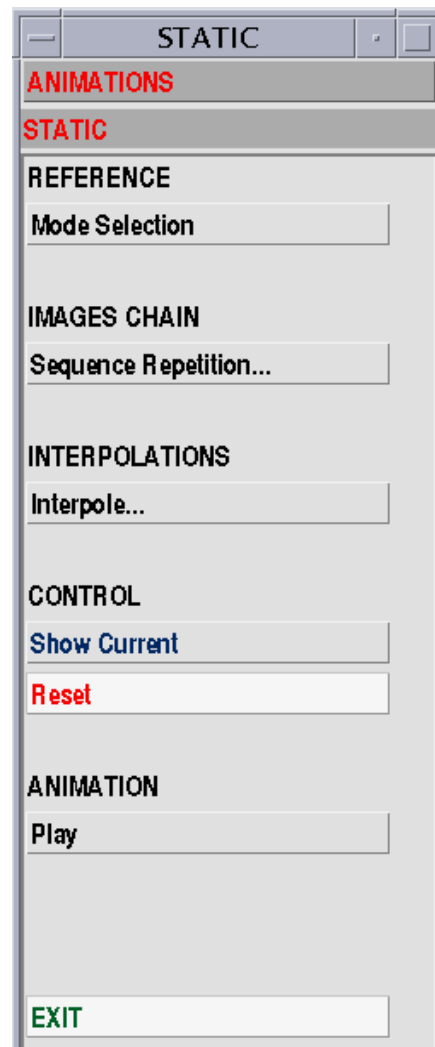 STATIC
ANIMATIONS
STATIC
REFERENCE
Mode Selection
IMAGES CHAIN
Sequence Repetition...
INTERPOLATIONS
Interpole...
CONTROL
Show Current
Reset
ANIMATION
Play
EXIT